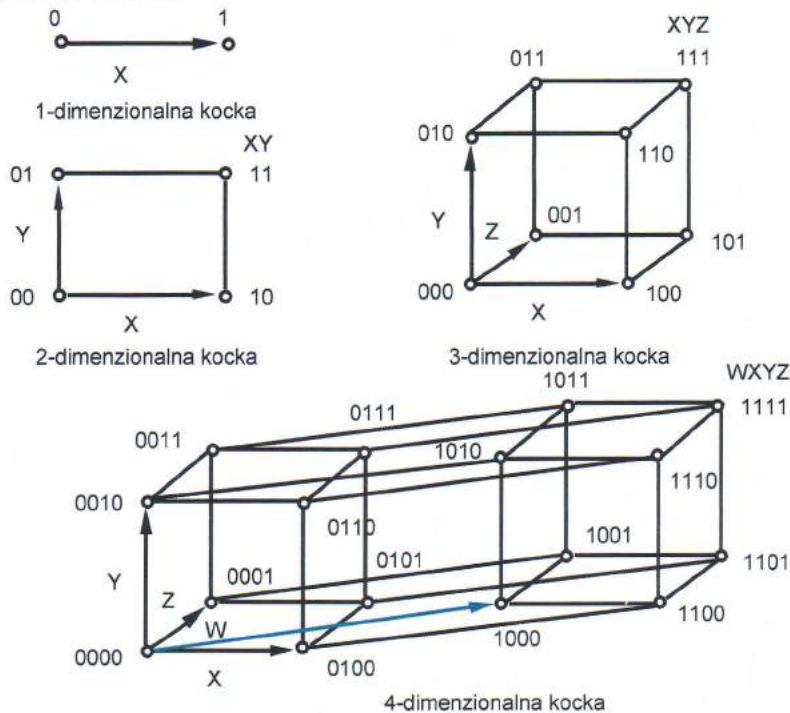 0 1
X
1-dimenzionalna kocka
XY
01 11
Y
00 10
X
2-dimenzionalna kocka
XYZ
011 111
010 110
Y Z 001
101
000 100
X
3-dimenzionalna kocka
WXYZ
1011
0111 1111
0011
1010
0010 1110
0110
1001
0101
Y 0001 1101
Z
W 1100
1000
0000 0100
X
4-dimenzionalna kocka